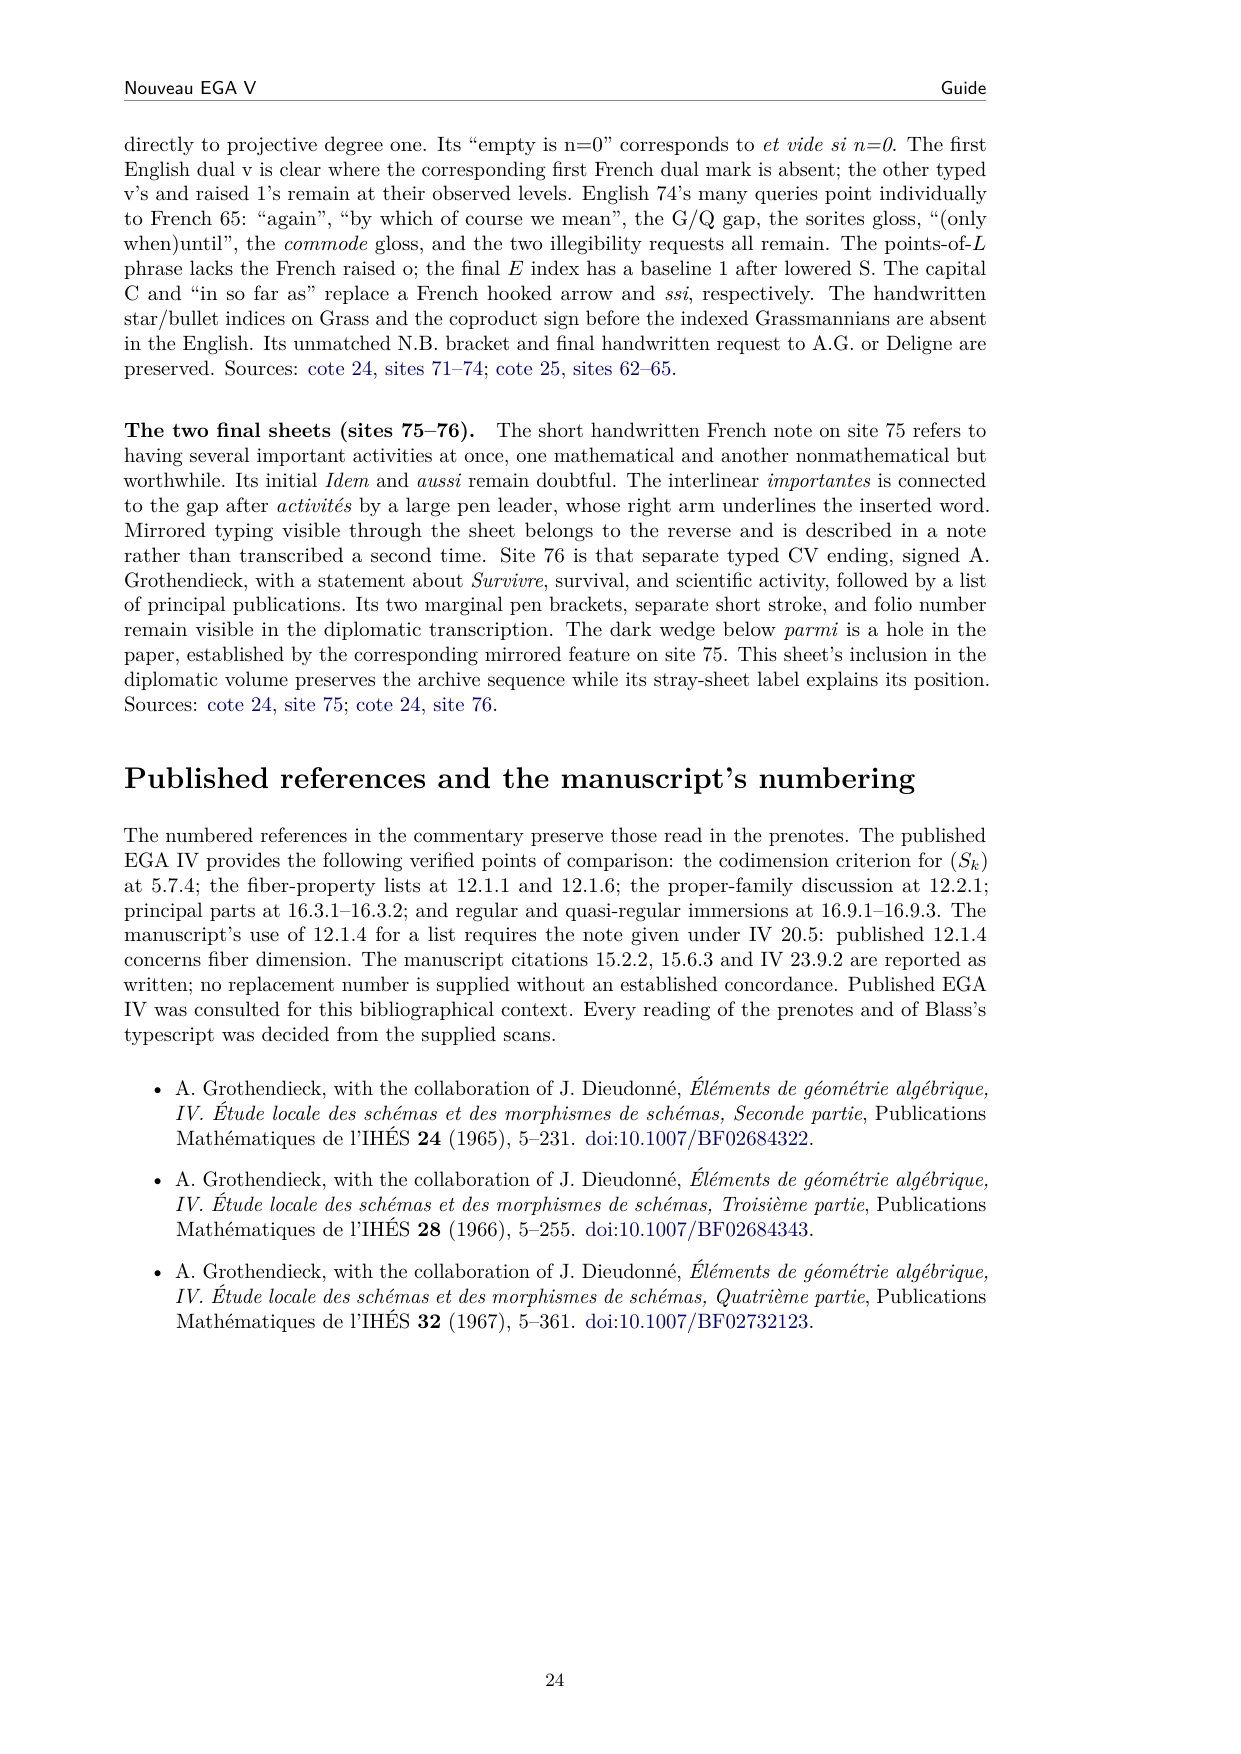 Nouveau EGA V Guide
directly to projective degree one. Its “empty is n=0” corresponds to et vide si n=0. The first
English dual v is clear where the corresponding first French dual mark is absent; the other typed
v’s and raised 1’s remain at their observed levels. English 74’s many queries point individually
to French 65: “again”, “by which of course we mean”, the G/Q gap, the sorites gloss, “(only
when)until”, the commode gloss, and the two illegibility requests all remain. The points-of-L
phrase lacks the French raised o; the final E index has a baseline 1 after lowered S. The capital
C and “in so far as” replace a French hooked arrow and ssi, respectively. The handwritten
star/bullet indices on Grass and the coproduct sign before the indexed Grassmannians are absent
in the English. Its unmatched N.B. bracket and final handwritten request to A.G. or Deligne are
preserved. Sources: cote 24, sites 71–74; cote 25, sites 62–65.
The two final sheets (sites 75–76). The short handwritten French note on site 75 refers to
having several important activities at once, one mathematical and another nonmathematical but
worthwhile. Its initial Idem and aussi remain doubtful. The interlinear importantes is connected
to the gap after activités by a large pen leader, whose right arm underlines the inserted word.
Mirrored typing visible through the sheet belongs to the reverse and is described in a note
rather than transcribed a second time. Site 76 is that separate typed CV ending, signed A.
Grothendieck, with a statement about Survivre, survival, and scientific activity, followed by a list
of principal publications. Its two marginal pen brackets, separate short stroke, and folio number
remain visible in the diplomatic transcription. The dark wedge below parmi is a hole in the
paper, established by the corresponding mirrored feature on site 75. This sheet’s inclusion in the
diplomatic volume preserves the archive sequence while its stray-sheet label explains its position.
Sources: cote 24, site 75; cote 24, site 76.
Published references and the manuscript’s numbering
The numbered references in the commentary preserve those read in the prenotes. The published
EGA IV provides the following verified points of comparison: the codimension criterion for (Sₖ)
at 5.7.4; the fiber-property lists at 12.1.1 and 12.1.6; the proper-family discussion at 12.2.1;
principal parts at 16.3.1–16.3.2; and regular and quasi-regular immersions at 16.9.1–16.9.3. The
manuscript’s use of 12.1.4 for a list requires the note given under IV 20.5: published 12.1.4
concerns fiber dimension. The manuscript citations 15.2.2, 15.6.3 and IV 23.9.2 are reported as
written; no replacement number is supplied without an established concordance. Published EGA
IV was consulted for this bibliographical context. Every reading of the prenotes and of Blass’s
typescript was decided from the supplied scans.
• A. Grothendieck, with the collaboration of J. Dieudonné, Éléments de géométrie algébrique,
IV. Étude locale des schémas et des morphismes de schémas, Seconde partie, Publications
Mathématiques de l’IHÉS 24 (1965), 5–231. doi:10.1007/BF02684322.
• A. Grothendieck, with the collaboration of J. Dieudonné, Éléments de géométrie algébrique,
IV. Étude locale des schémas et des morphismes de schémas, Troisième partie, Publications
Mathématiques de l’IHÉS 28 (1966), 5–255. doi:10.1007/BF02684343.
• A. Grothendieck, with the collaboration of J. Dieudonné, Éléments de géométrie algébrique,
IV. Étude locale des schémas et des morphismes de schémas, Quatrième partie, Publications
Mathématiques de l’IHÉS 32 (1967), 5–361. doi:10.1007/BF02732123.
24